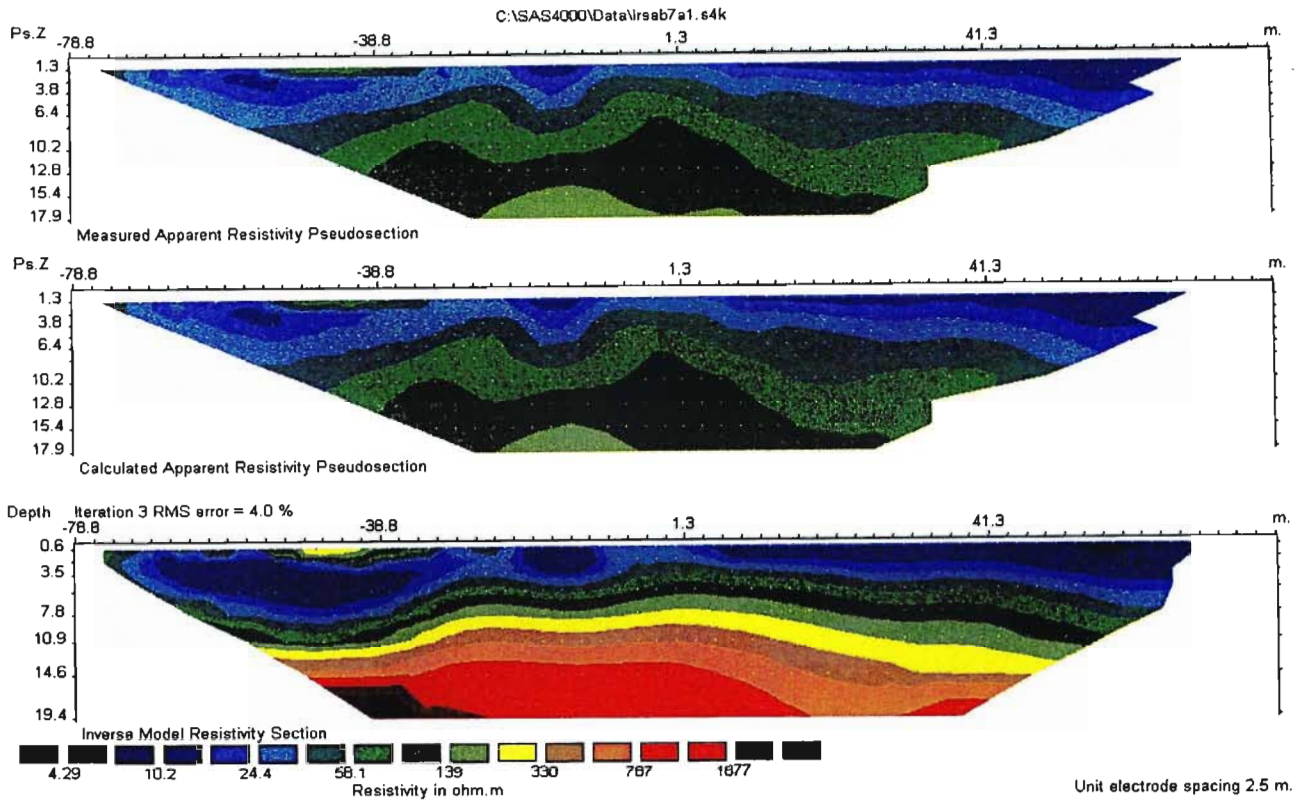 C:\SAS4000\Data\lrsab7a1.s4k
Ps.Z -78.8 -38.8 1.3 41.3 m.
1.3
3.8
6.4
10.2
12.8
15.4
17.9
Measured Apparent Resistivity Pseudosection
Ps.Z -78.8 -38.8 1.3 41.3 m.
1.3
3.8
6.4
10.2
12.8
15.4
17.9
Calculated Apparent Resistivity Pseudosection
Depth Iteration 3 RMS error = 4.0 %
-78.8 -38.8 1.3 41.3 m.
0.6
3.5
7.8
10.9
14.6
19.4
Inverse Model Resistivity Section
4.29 10.2 24.4 58.1 139 330 787 1877
Resistivity in ohm.m
Unit electrode spacing 2.5 m.